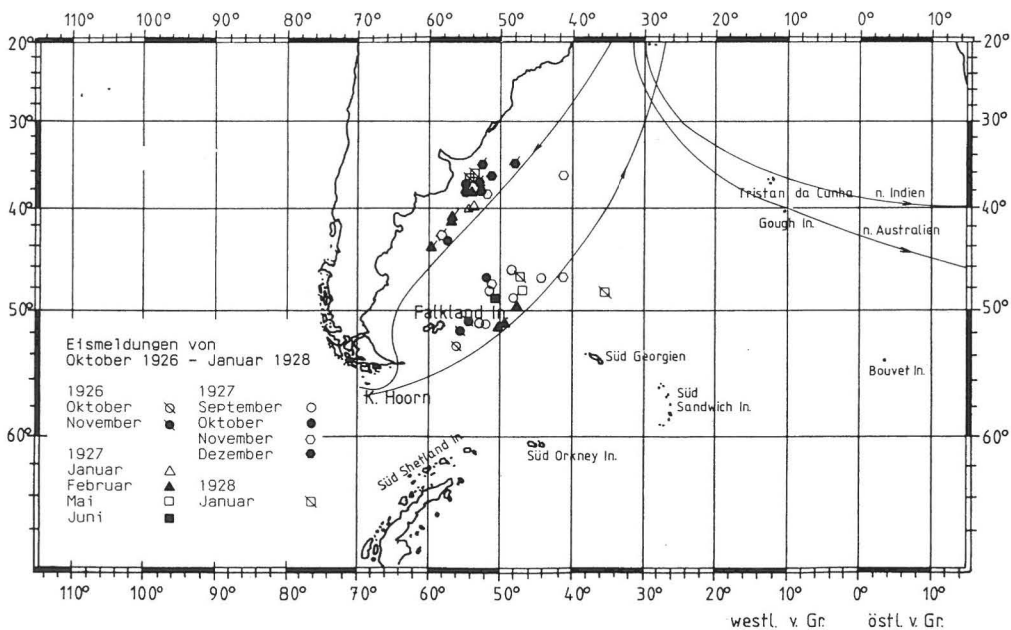 110° 100° 90° 80° 70° 60° 50° 40° 30° 20° 10° 0° 10°
20° 20°
30° 30°
Tristan da Cunha n. Indien
40° 40°
Gough In. n. Australien
50° Falkland In. 50°
Eismeldungen von
Oktober 1926 - Januar 1928
Süd Georgien
Bouvet In.
1926 1927
Oktober September
November Oktober
November
Dezember
1927
Januar
Februar 1928
Mai Januar
Juni
K. Hoorn
Süd
Sandwich In.
60° 60°
Süd Orkney In.
Süd Shetland In.
110° 100° 90° 80° 70° 60° 50° 40° 30° 20° 10° 0° 10°
westl. v. Gr. östl. v. Gr.